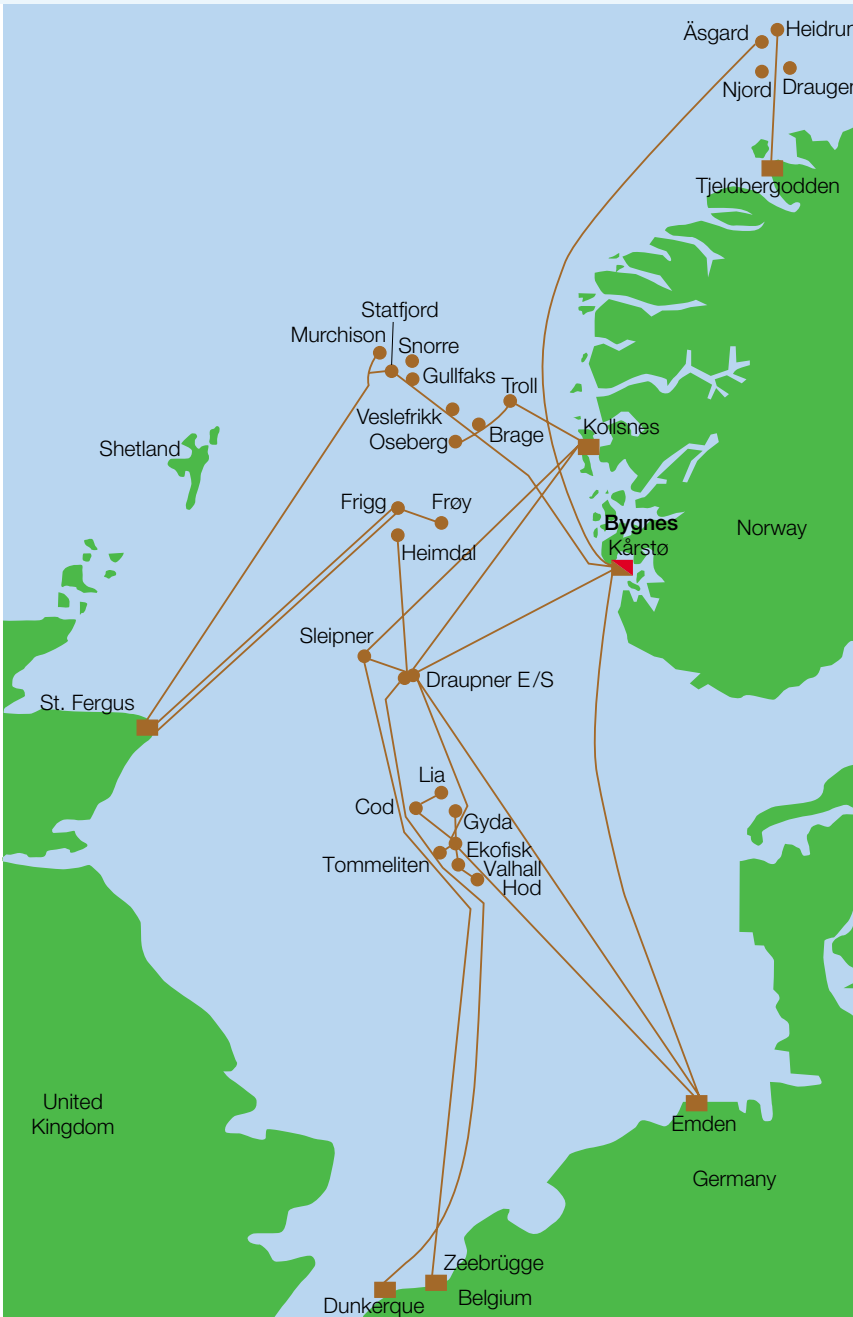 Äsgard
Heidrun
Njord
Draugen
Tjeldbergodden
Statfjord
Murchison
Snorre
Gullfaks
Troll
Veslefrikk
Oseberg
Brage
Kollsnes
Shetland
Frigg
Frøy
Heimdal
Bygnes
Kårstø
Norway
Sleipner
Draupner E/S
St. Fergus
Lia
Cod
Gyda
Ekofisk
Tommeliten
Valhall
Hod
United
Kingdom
Emden
Germany
Zeebrügge
Dunkerque
Belgium